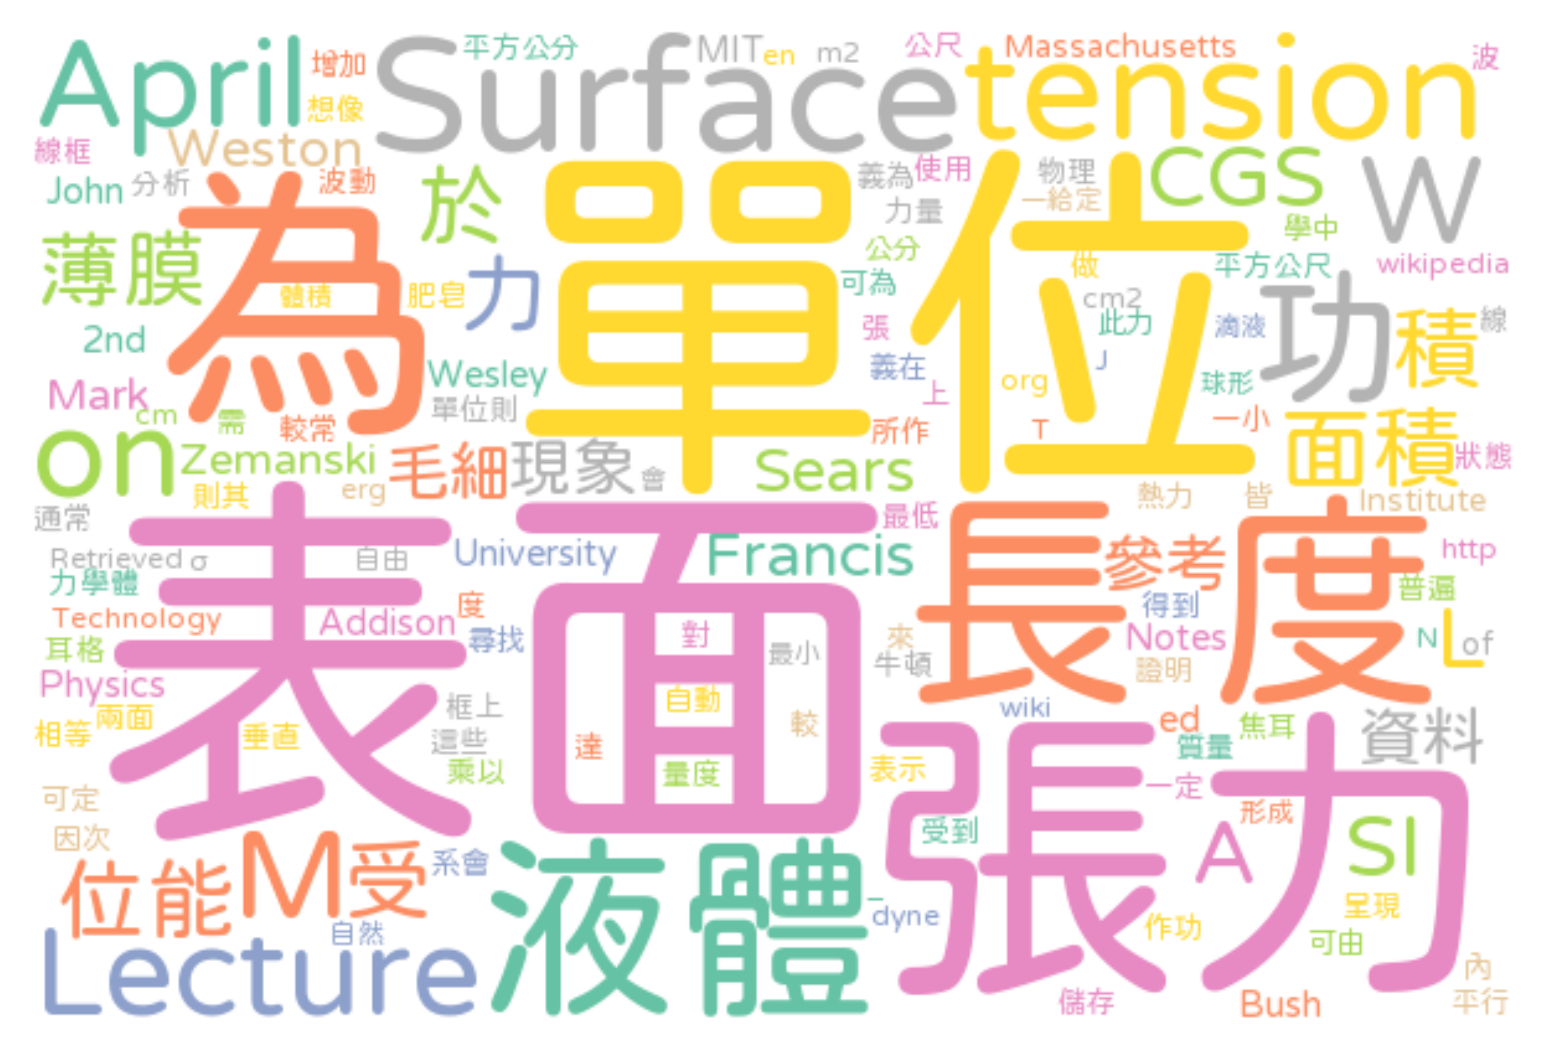 April
增加
想像
Surface
平方公分
MIT
en
m2
公尺
Massachusetts
tension
波
線框
Weston
John
分析
波動
於
單位
義為
使用
力量
物理
一給定
CGS
W
學中
公分
薄膜
為
體積
肥皂
力
可為
做
平方公尺
wikipedia
cm2
此力
滴液
功
積
線
2nd
張
義在
J
Mark
cm
需
較常
Wesley
單位則
上
org
球形
T
一小
所作
面積
狀態
on
Zemanski
則其
erg
毛細
現象
會
Sears
熱力
皆
Institute
通常
表面
最低
長度
Retrieved
σ
自由
University
Francis
參考
http
力學體
普遍
Technology
Addison
度
尋找
對
最小
來
牛頓
得到
Notes
證明
N
L
of
耳格
Physics
兩面
相等
垂直
框上
這些
乘以
自動
較
達
量度
wiki
ed
質量
焦耳
資料
表示
張力
一定
可定
因次
形成
受到
A
SI
位能
M
受
系會
液體
dyne
呈現
作功
可由
自然
Lecture
內
平行
儲存
Bush